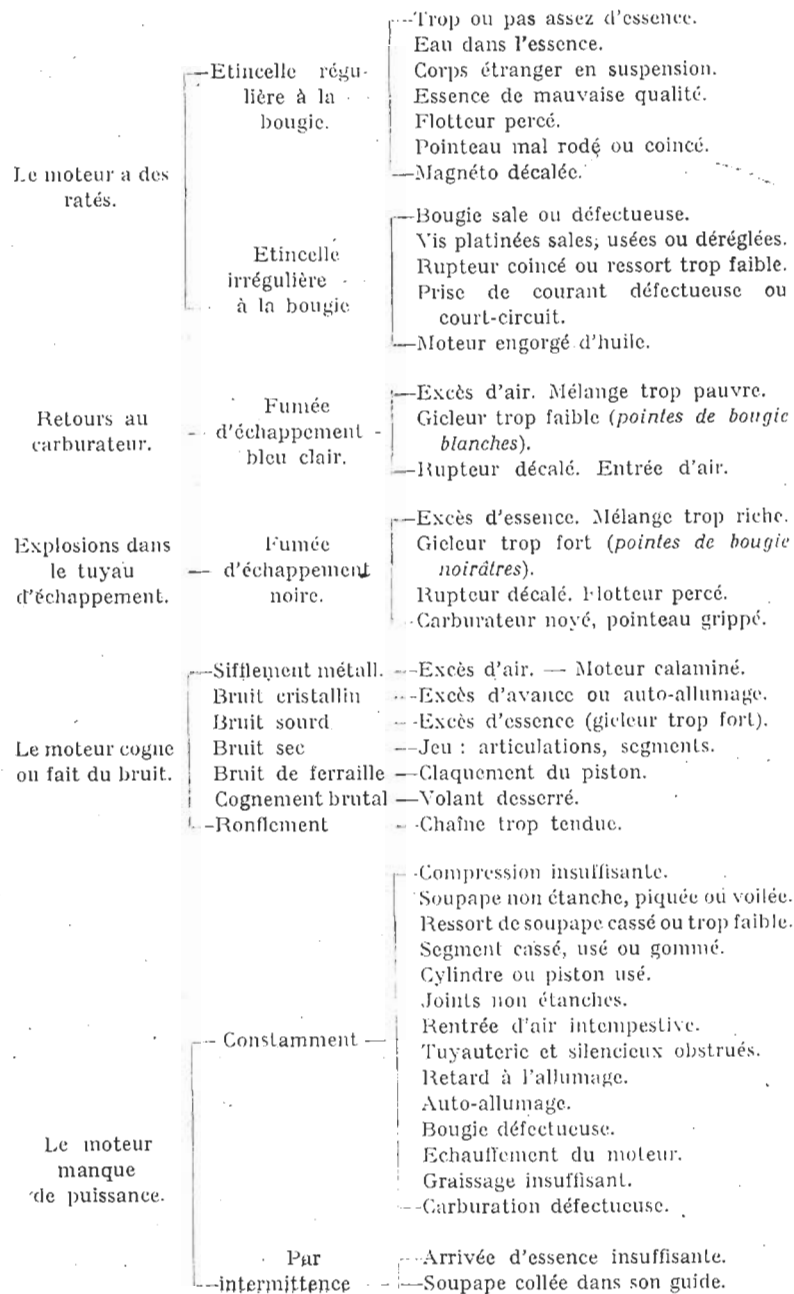 Le moteur a des
ratés.
Etincelle régu-
lière à la
bougie.
Trop ou pas assez d'essence.
Eau dans l'essence.
Corps étranger en suspension.
Essence de mauvaise qualité.
Flotteur percé.
Pointeau mal rodé ou coincé.
Magnéto décalée.
Etincelle
irrégulière
à la bougie
Bougie sale ou défectueuse.
Vis platinées sales, usées ou déréglées.
Rupteur coincé ou ressort trop faible.
Prise de courant défectueuse ou
court-circuit.
Moteur engorgé d'huile.
Retours au
carburateur.
Fumée
d'échappement
bleu clair.
Excès d'air. Mélange trop pauvre.
Gicleur trop faible (pointes de bougie
blanches).
Rupteur décalé. Entrée d'air.
Explosions dans
le tuyau
d'échappement.
Fumée
d'échappement
noire.
Excès d'essence. Mélange trop riche.
Gicleur trop fort (pointes de bougie
noirâtres).
Rupteur décalé. Flotteur percé.
Carburateur noyé, pointeau grippé.
Le moteur cogne
ou fait du bruit.
Sifflement métall. — Excès d'air. — Moteur calaminé.
Bruit cristallin — Excès d'avance ou auto-allumage.
Bruit sourd — Excès d'essence (gicleur trop fort).
Bruit sec — Jeu : articulations, segments.
Bruit de ferraille — Claquement du piston.
Cognement brutal — Volant desserré.
Ronflement — Chaîne trop tendue.
Le moteur
manque
de puissance.
Constamment
Compression insuffisante.
Soupape non étanche, piquée ou voilée.
Ressort de soupape cassé ou trop faible.
Segment cassé, usé ou gommé.
Cylindre ou piston usé.
Joints non étanches.
Rentrée d'air intempestive.
Tuyauterie et silencieux obstrués.
Retard à l'allumage.
Auto-allumage.
Bougie défectueuse.
Echauffement du moteur.
Graissage insuffisant.
Carburation défectueuse.
Par
intermittence
Arrivée d'essence insuffisante.
Soupape collée dans son guide.